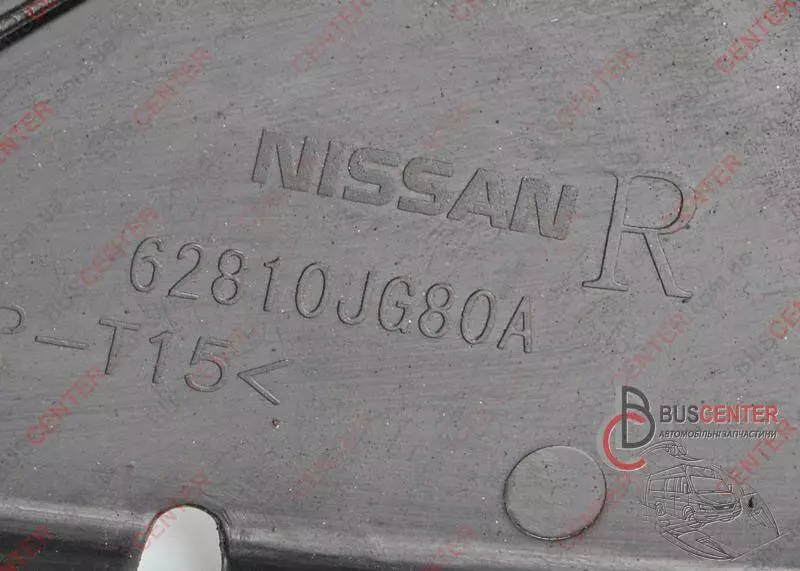 NISSAN R
62810JG80A
P-T15<
BUSCENTER
АВТОМОБІЛЬНІ ЗАПЧАСТИНИ